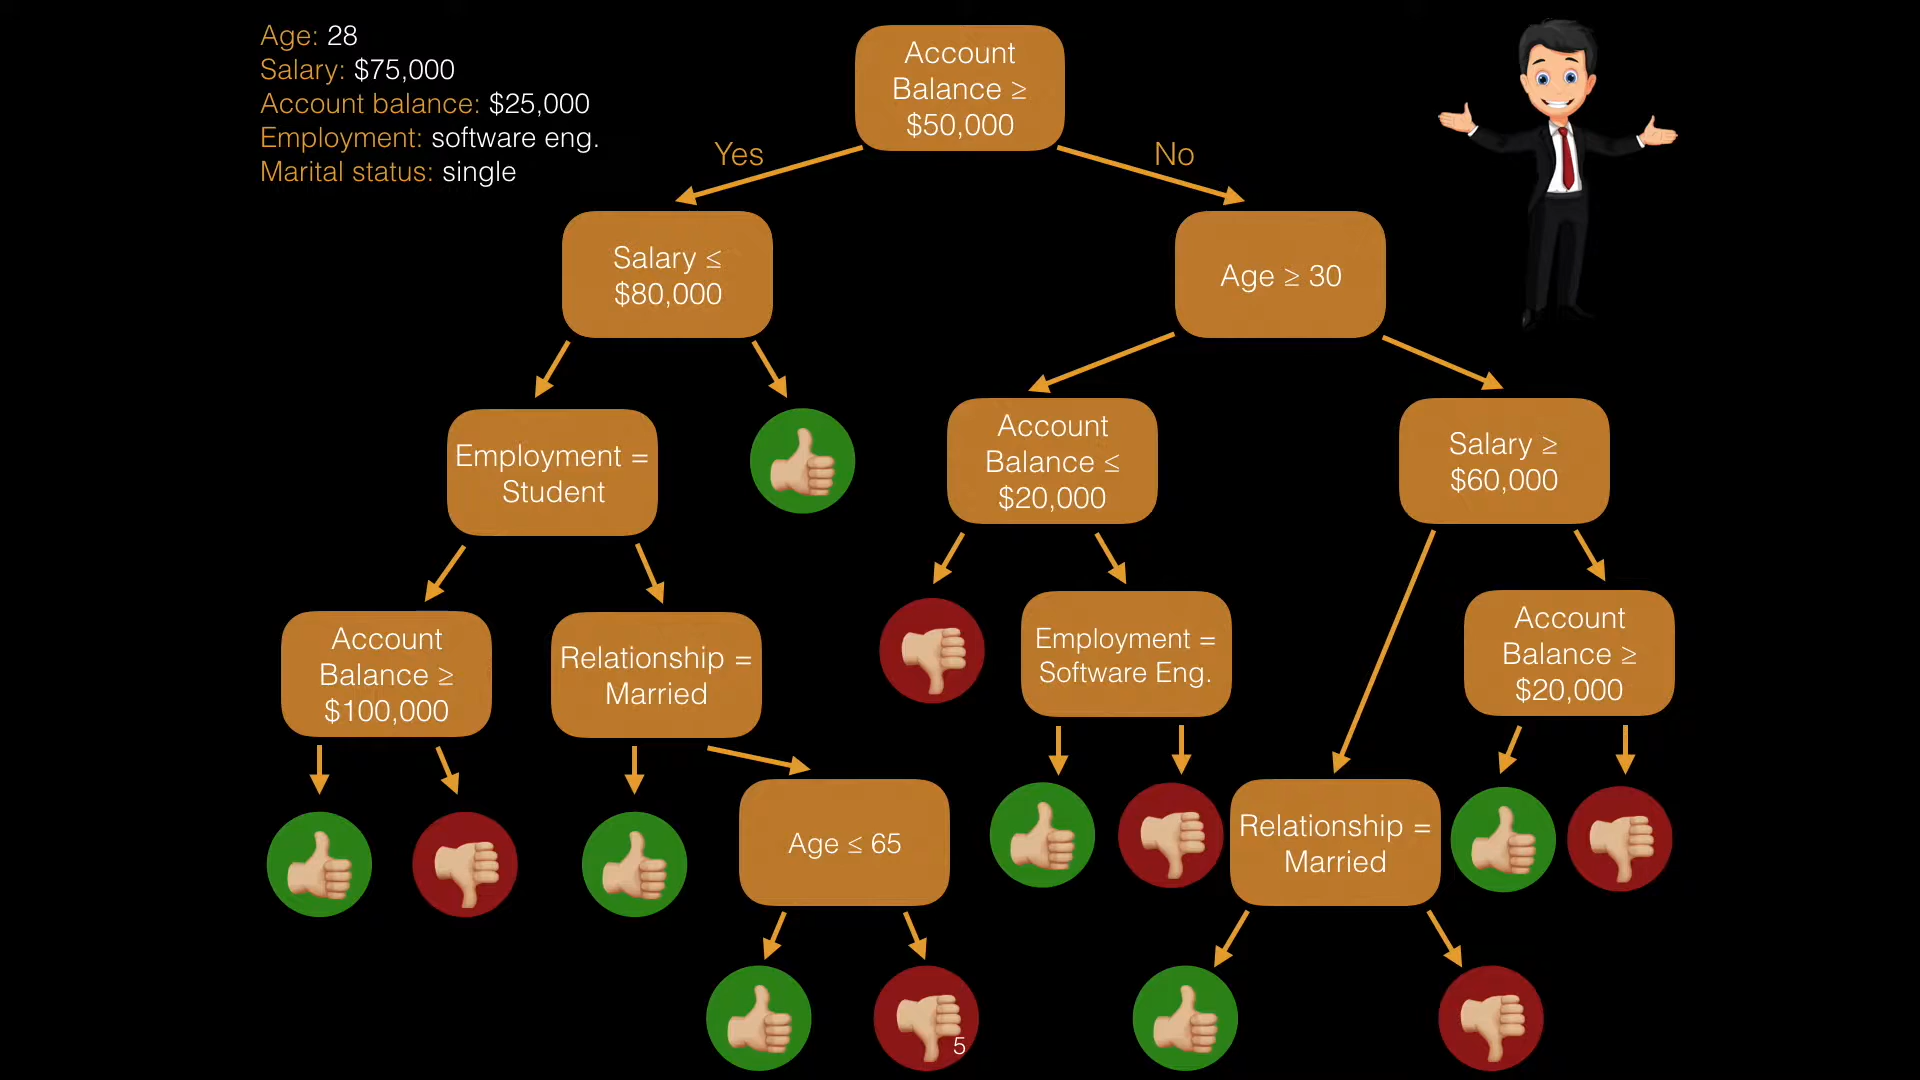 Age: 28
Salary: $75,000
Account balance: $25,000
Employment: software eng.
Marital status: single
Account
Balance ≥
$50,000
Yes
No
Salary ≤
$80,000
Age ≥ 30
Employment =
Student
Account
Balance ≤
$20,000
Salary ≥
$60,000
Account
Balance ≥
$100,000
Relationship =
Married
Employment =
Software Eng.
Account
Balance ≥
$20,000
Age ≤ 65
Relationship =
Married
5